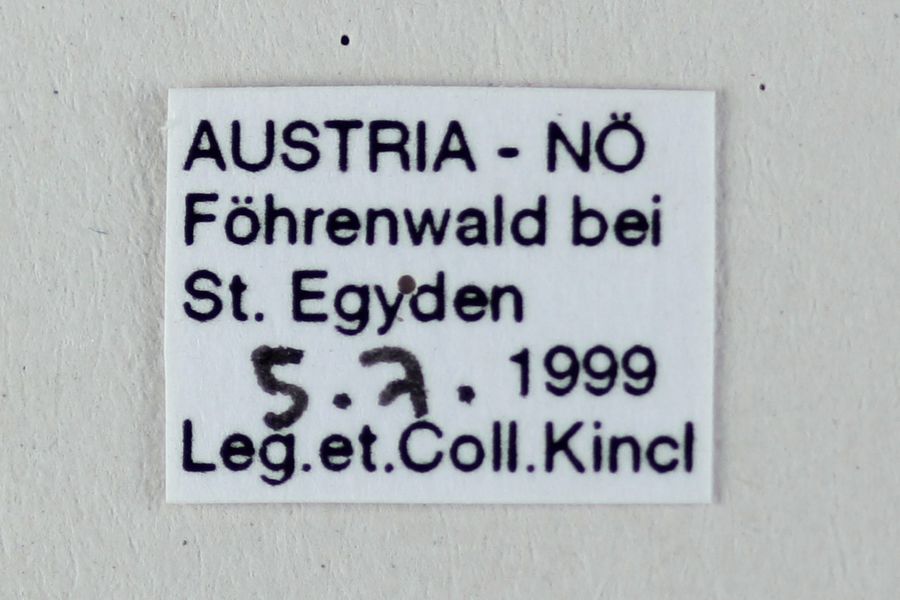 AUSTRIA - NÖ
Föhrenwald bei
St. Egyden
5.7. 1999
Leg.et.Coll.Kincl